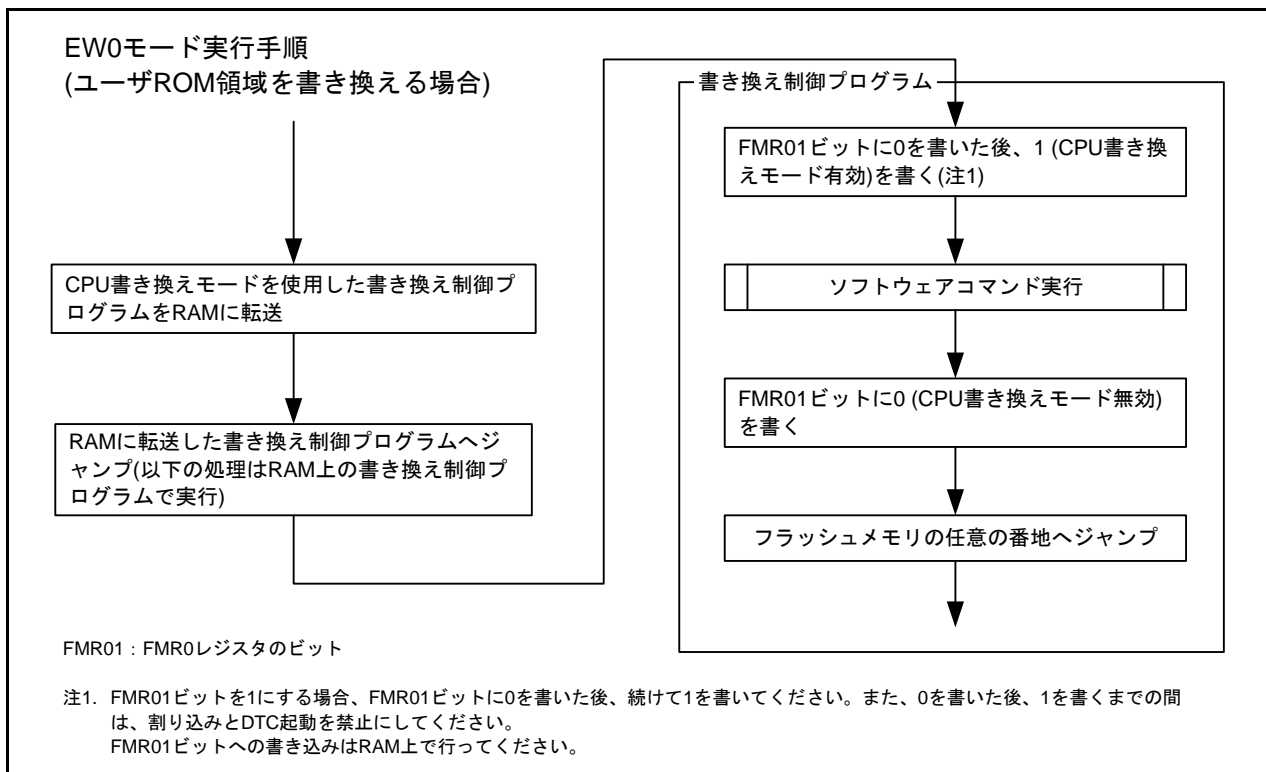 EW0モード実行手順
(ユーザROM領域を書き換える場合)
CPU書き換えモードを使用した書き換え制御プ
ログラムをRAMに転送
RAMに転送した書き換え制御プログラムへジ
ャンプ(以下の処理はRAM上の書き換え制御プ
ログラムで実行)
書き換え制御プログラム
FMR01ビットに0を書いた後、1 (CPU書き換
えモード有効)を書く(注1)
ソフトウェアコマンド実行
FMR01ビットに0 (CPU書き換えモード無効)
を書く
フラッシュメモリの任意の番地へジャンプ
FMR01：FMR0レジスタのビット
注1. FMR01ビットを1にする場合、FMR01ビットに0を書いた後、続けて1を書いてください。また、0を書いた後、1を書くまでの間
は、割り込みとDTC起動を禁止にしてください。
FMR01ビットへの書き込みはRAM上で行ってください。